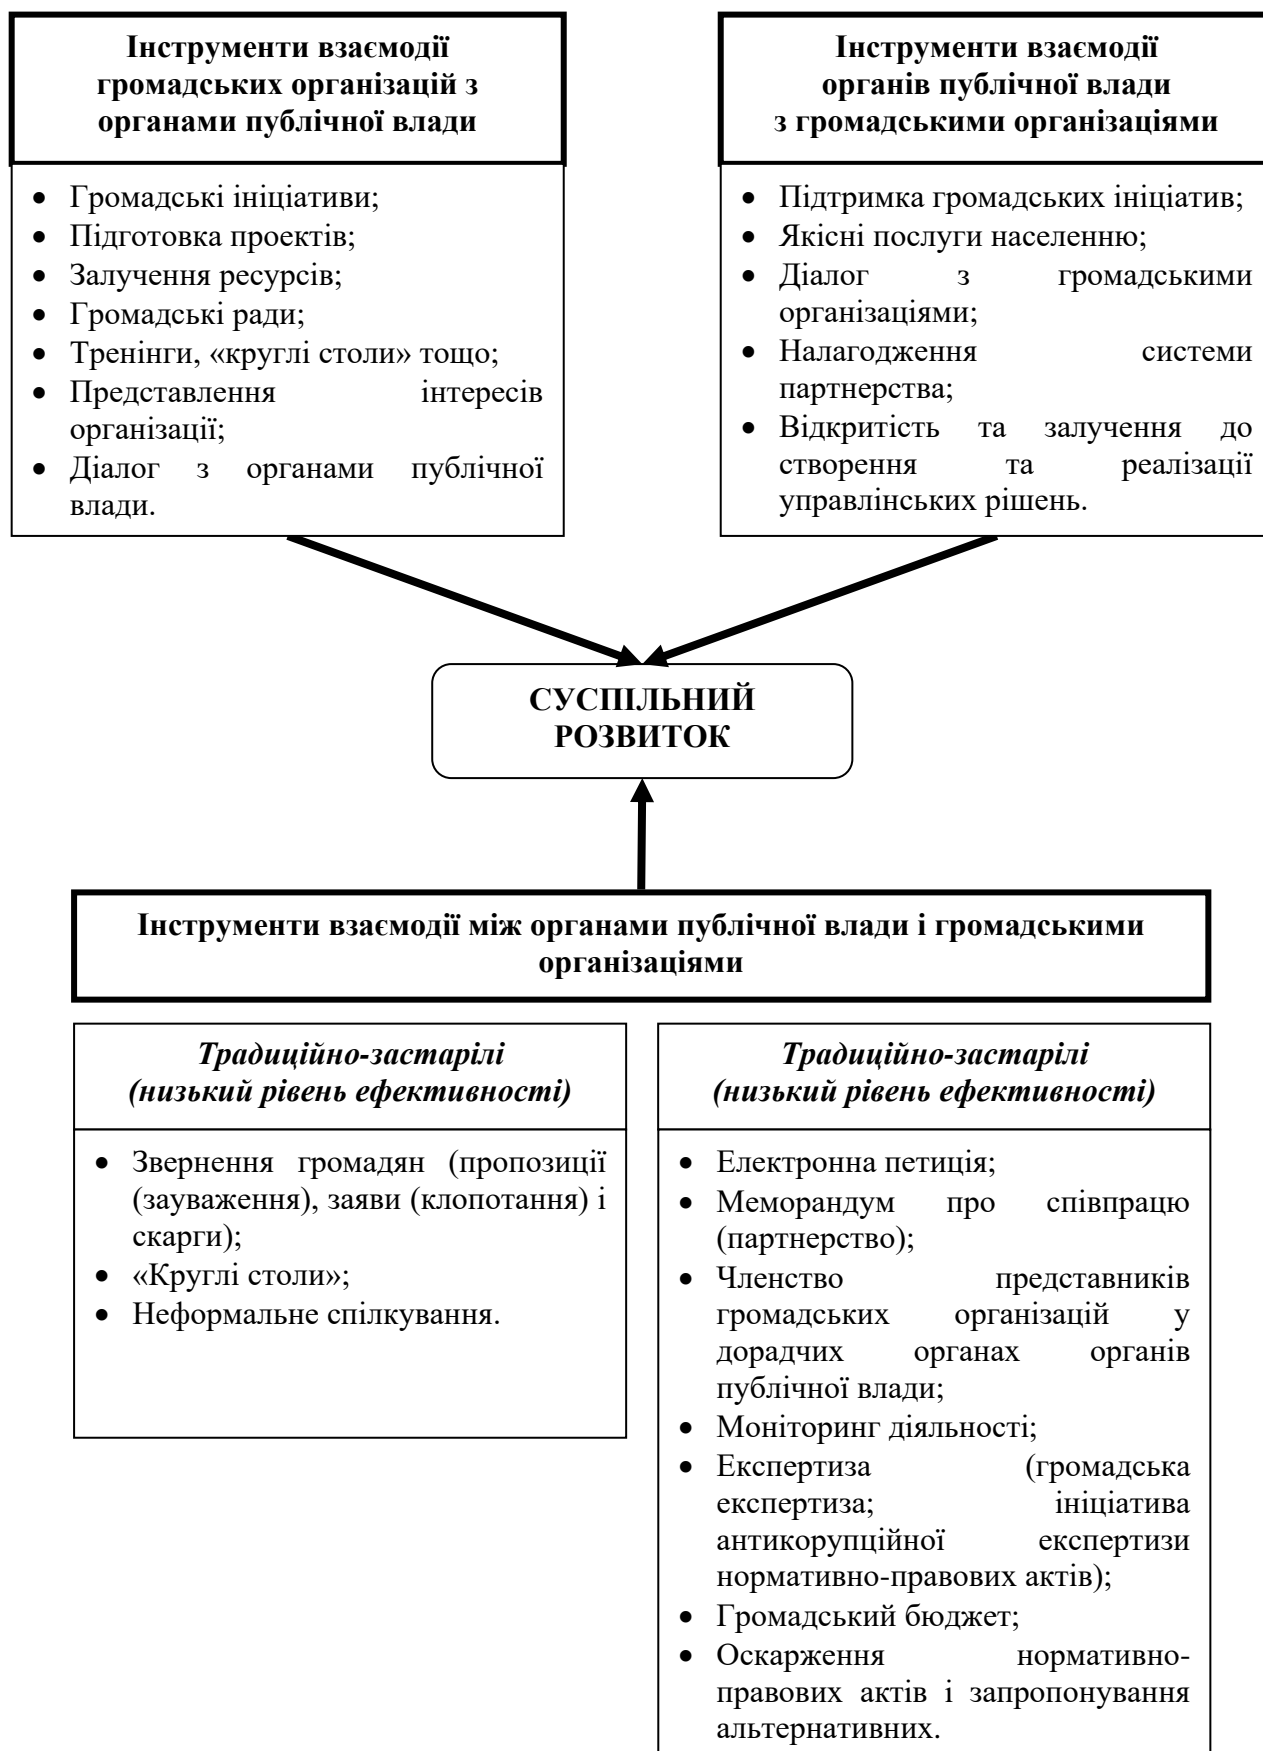 Інструменти взаємодії
громадських організацій з
органами публічної влади
• Громадські ініціативи;
• Підготовка проектів;
• Залучення ресурсів;
• Громадські ради;
• Тренінги, «круглі столи» тощо;
• Представлення інтересів
організації;
• Діалог з органами публічної
влади.
Інструменти взаємодії
органів публічної влади
з громадськими організаціями
• Підтримка громадських ініціатив;
• Якісні послуги населенню;
• Діалог з громадськими
організаціями;
• Налагодження системи
партнерства;
• Відкритість та залучення до
створення та реалізації
управлінських рішень.
СУСПІЛЬНИЙ
РОЗВИТОК
Інструменти взаємодії між органами публічної влади і громадськими
організаціями
Традиційно-застарілі
(низький рівень ефективності)
• Звернення громадян (пропозиції
(зауваження), заяви (клопотання) і
скарги);
• «Круглі столи»;
• Неформальне спілкування.
Традиційно-застарілі
(низький рівень ефективності)
• Електронна петиція;
• Меморандум про співпрацю
(партнерство);
• Членство представників
громадських організацій у
дорадчих органах органів
публічної влади;
• Моніторинг діяльності;
• Експертиза (громадська
експертиза; ініціатива
антикорупційної експертизи
нормативно-правових актів);
• Громадський бюджет;
• Оскарження нормативно-
правових актів і запропонування
альтернативних.